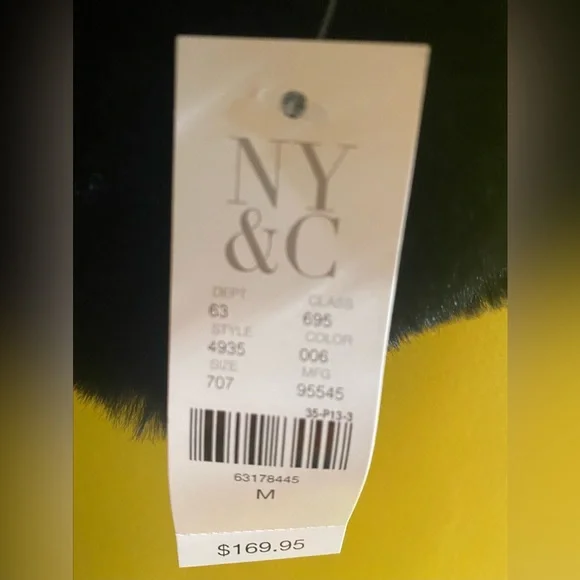 NY
&C
DEPT CLASS
63 695
STYLE COLOR
4935 006
SIZE MFG
707 95545
35-P13-3
63178445
M
$169.95